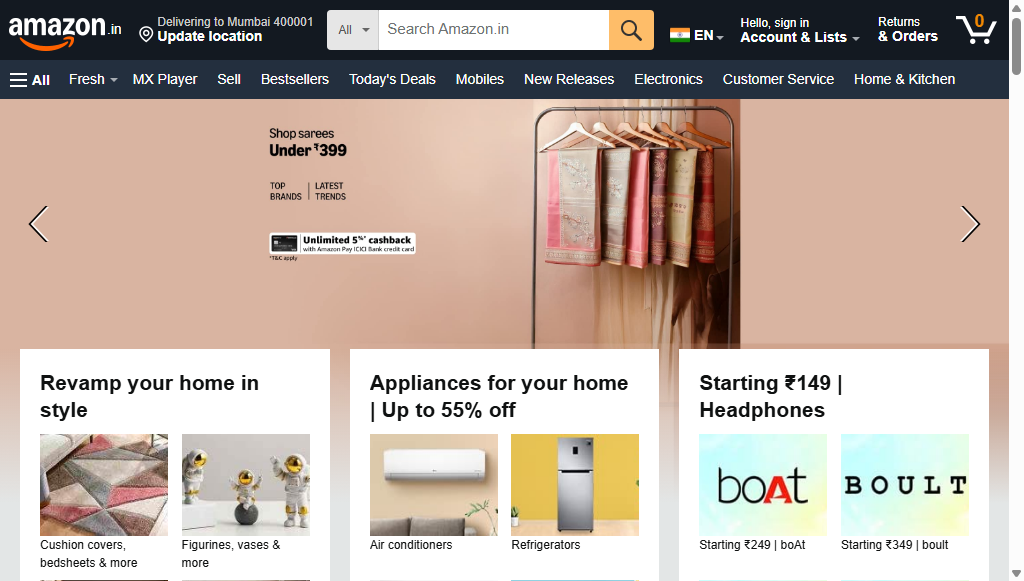 amazon.in
Delivering to Mumbai 400001
Update location
All
Search Amazon.in
EN
Hello, sign in
Account & Lists
Returns
& Orders
0
All
Fresh
MX Player
Sell
Bestsellers
Today's Deals
Mobiles
New Releases
Electronics
Customer Service
Home & Kitchen
Shop sarees
Under ₹399
TOP
BRANDS
LATEST
TRENDS
Unlimited 5%* cashback
with Amazon Pay ICICI Bank credit card
*T&C apply
Revamp your home in
style
Cushion covers,
bedsheets & more
Figurines, vases &
more
Appliances for your home
| Up to 55% off
Air conditioners
Refrigerators
Starting ₹149 |
Headphones
boAt
BOULT
Starting ₹249 | boAt
Starting ₹349 | boult